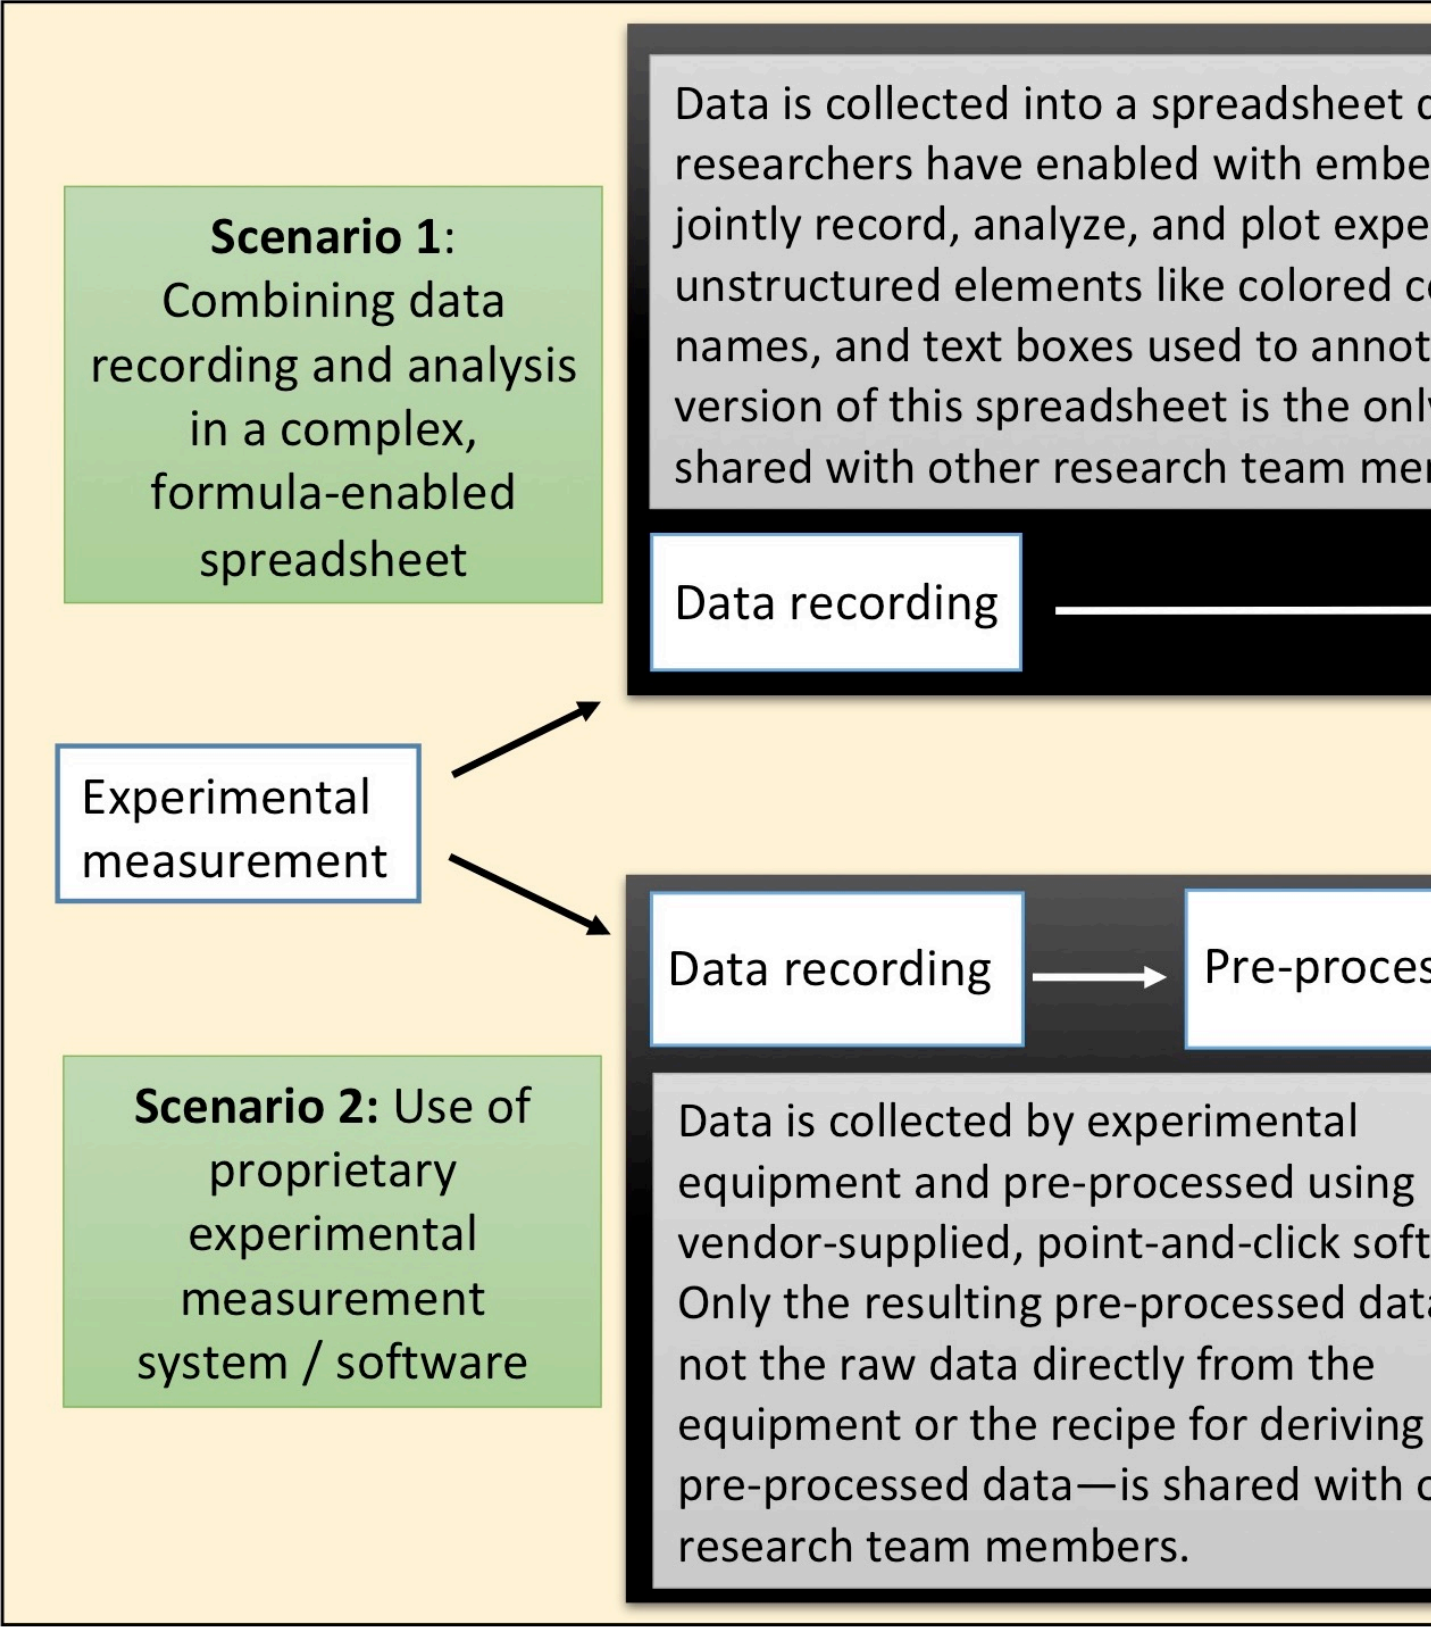 Scenario 1:
Combining data
recording and analysis
in a complex,
formula-enabled
spreadsheet
Data is collected into a spreadsheet
researchers have enabled with
jointly record, analyze, and plot
unstructured elements like colored
names, and text boxes used to
version of this spreadsheet is the
shared with other research team
Data recording
Experimental
measurement
Data recording
Scenario 2: Use of
proprietary
experimental
measurement
system / software
Data is collected by experimental
equipment and pre-processed using
vendor-supplied, point-and-click
Only the resulting pre-processed
not the raw data directly from the
equipment or the recipe for deriving
pre-processed data—is shared with
research team members.